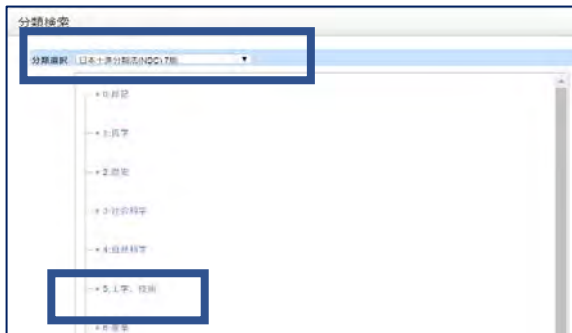 分類検索
分類選択 日本十進分類法(NDC)7版 ▼
+ 0:総記
+ 1:哲学
+ 2:歴史
+ 3:社会科学
+ 4:自然科学
+ 5:工学、技術
+ 6:産業